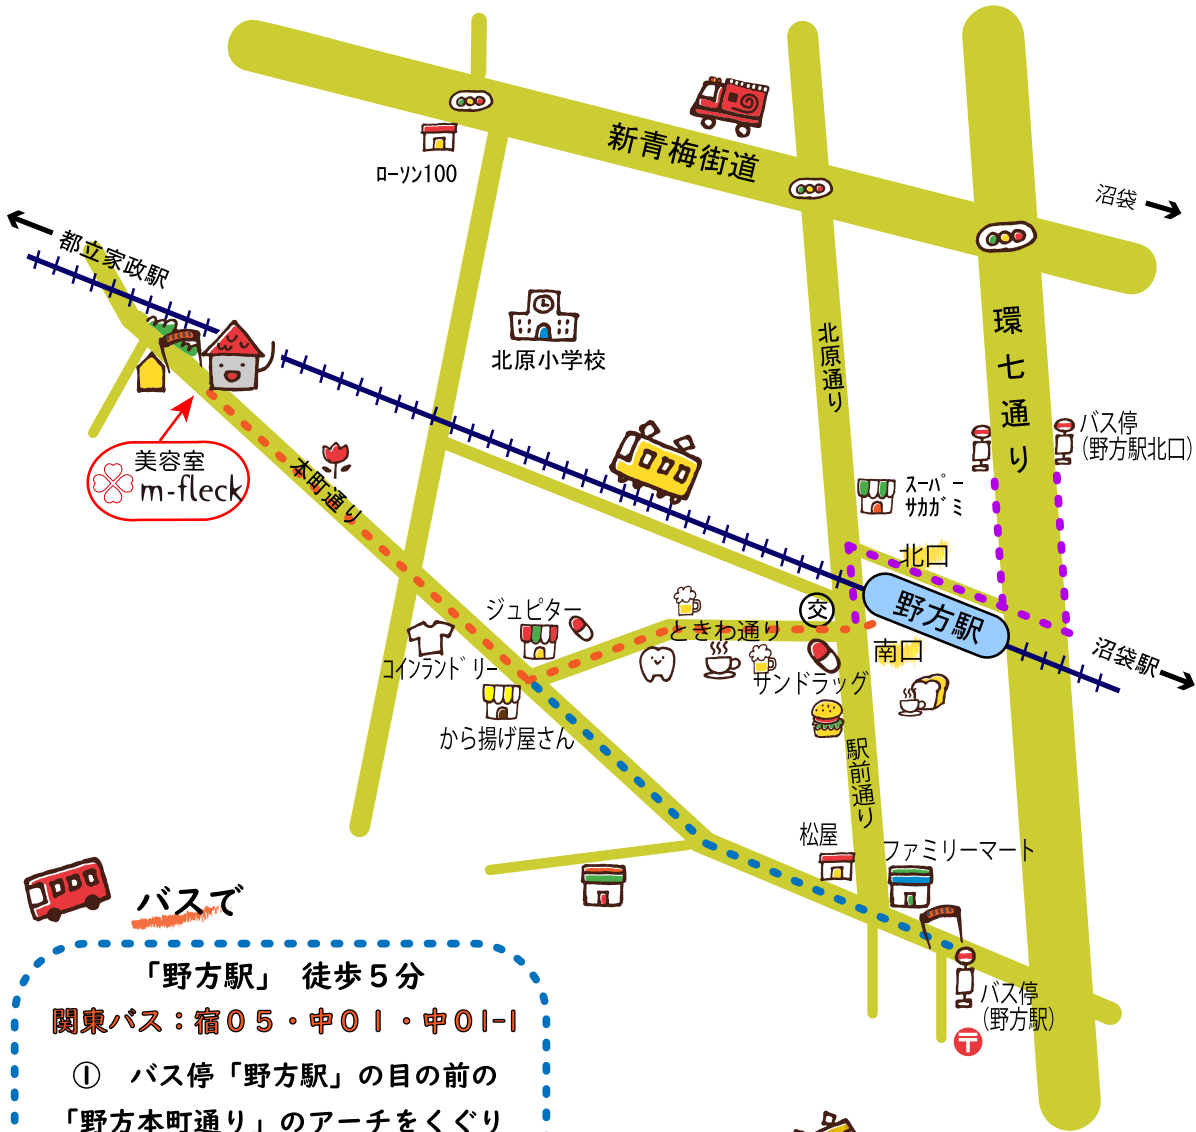 新青梅街道
ローソン100
沼袋
都立家政駅
北原小学校
北原通り
環七通り
バス停
(野方駅北口)
美容室
m-fleck
本町通り
スーパー
サカガミ
北口
野方駅
交
ジュピター
ときわ通り
南口
沼袋駅
コインランドリー
サンドラッグ
から揚げ屋さん
駅前通り
松屋
ファミリーマート
バスで
「野方駅」 徒歩5分
バス停
(野方駅)
〒
関東バス:宿05・中01・中01-1
① バス停「野方駅」の目の前の
「野方本町通り」のアーチをくぐり